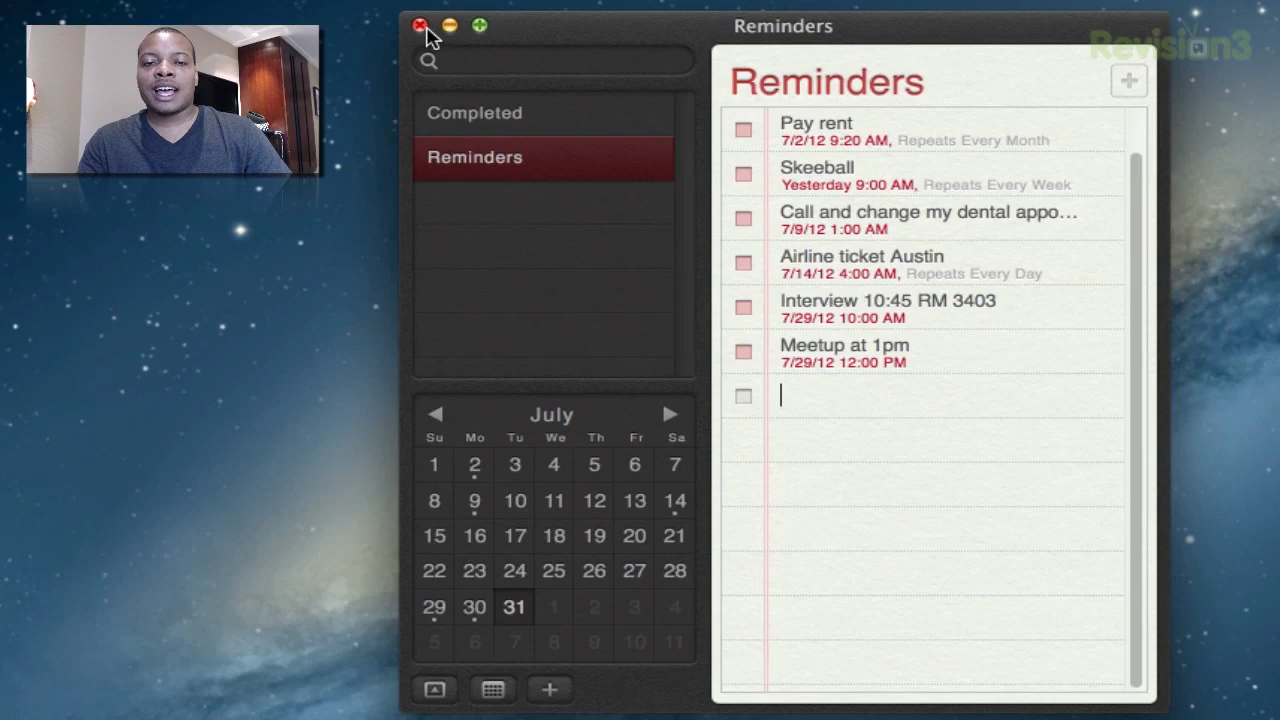 Reminders
Revision3
Completed
Reminders
Reminders
Pay rent
7/2/12 9:20 AM, Repeats Every Month
Skeeball
Yesterday 9:00 AM, Repeats Every Week
Call and change my dental appo…
7/9/12 1:00 AM
Airline ticket Austin
7/14/12 4:00 AM, Repeats Every Day
Interview 10:45 RM 3403
7/29/12 10:00 AM
Meetup at 1pm
7/29/12 12:00 PM
July
Su Mo Tu We Th Fr Sa
1 2 3 4 5 6 7
8 9 10 11 12 13 14
15 16 17 18 19 20 21
22 23 24 25 26 27 28
29 30 31 1 2 3 4
5 6 7 8 9 10 11